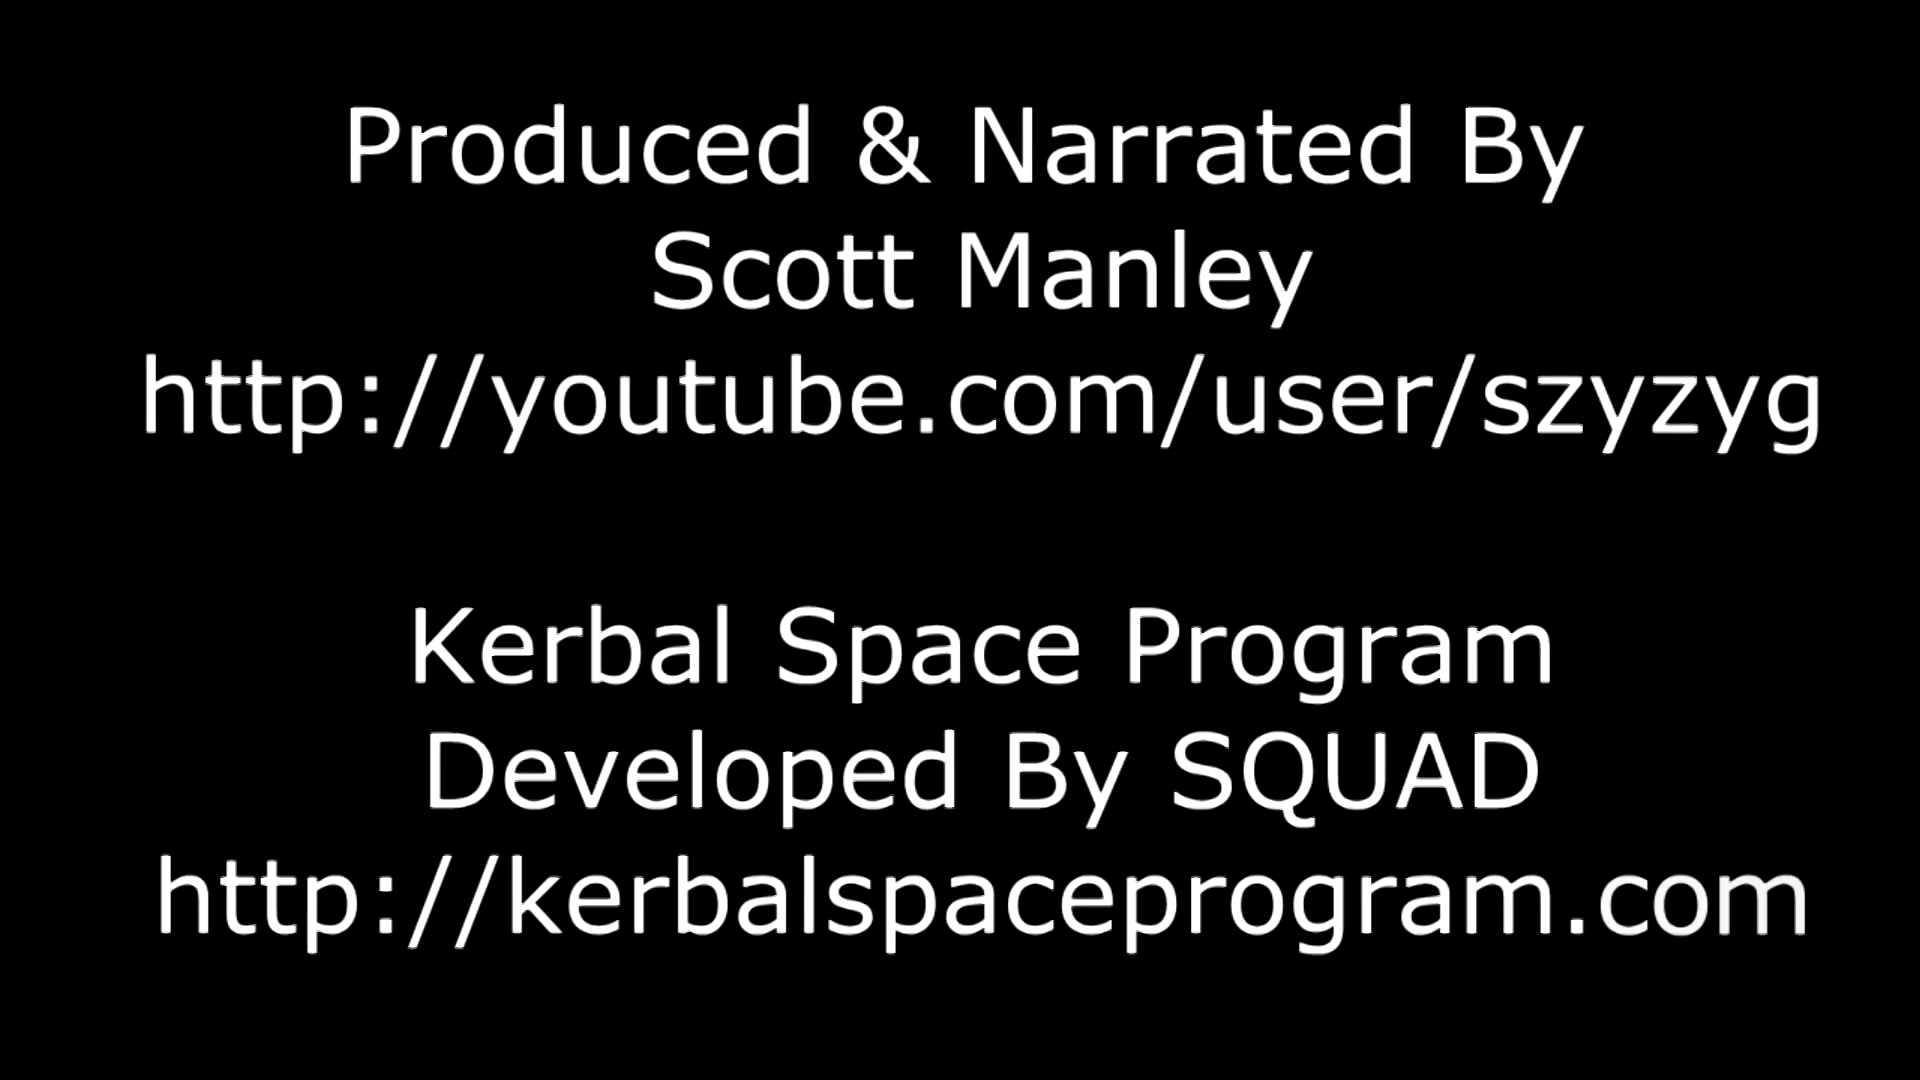 Produced & Narrated By
Scott Manley
http://youtube.com/user/szyzyg
Kerbal Space Program
Developed By SQUAD
http://kerbalspaceprogram.com